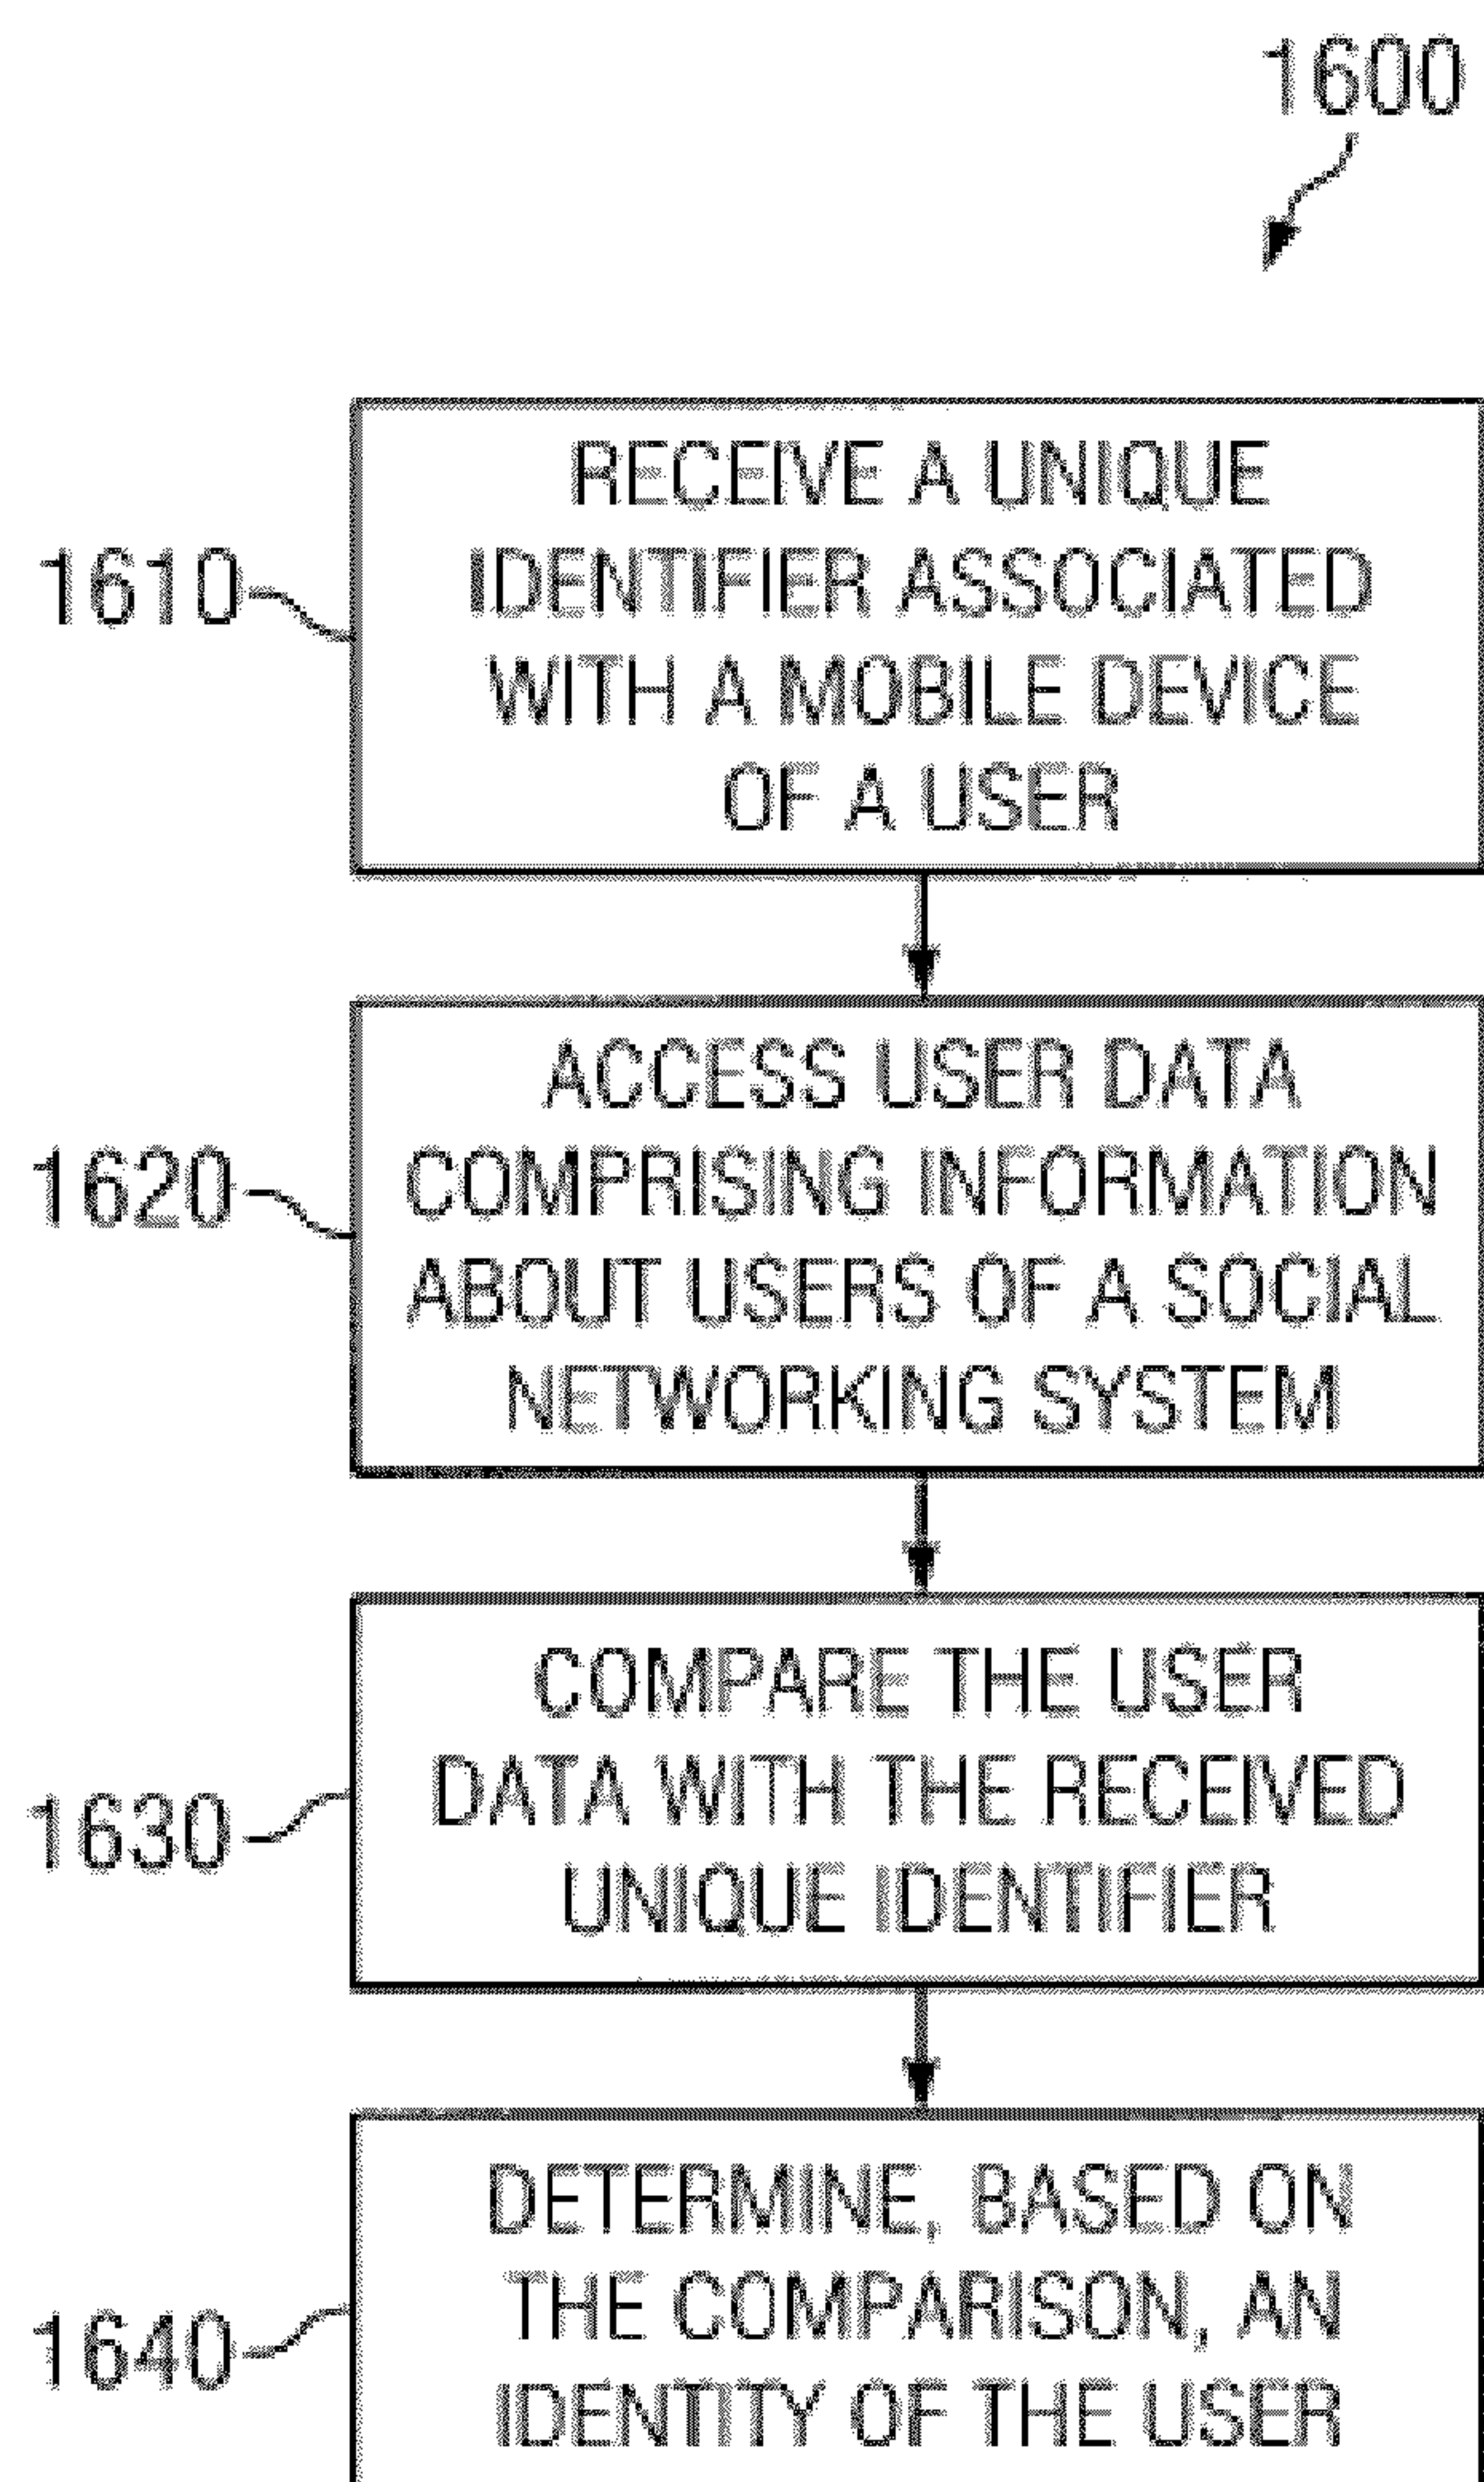 1600
RECEIVE A UNIQUE
IDENTIFIER ASSOCIATED
WITH A MOBILE DEVICE
OF A USER
1610
ACCESS USER DATA
COMPRISING INFORMATION
ABOUT USERS OF A SOCIAL
NETWORKING SYSTEM
1620
COMPARE THE USER
DATA WITH THE RECEIVED
UNIQUE IDENTIFIER
1630
DETERMINE, BASED ON
THE COMPARISON, AN
IDENTITY OF THE USER
1640